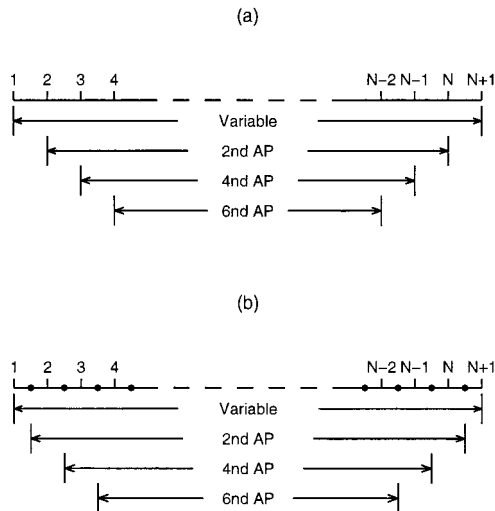 (a)
1 2 3 4 N−2 N−1 N N+1
Variable
2nd AP
4nd AP
6nd AP
(b)
1 2 3 4 N−2 N−1 N N+1
Variable
2nd AP
4nd AP
6nd AP